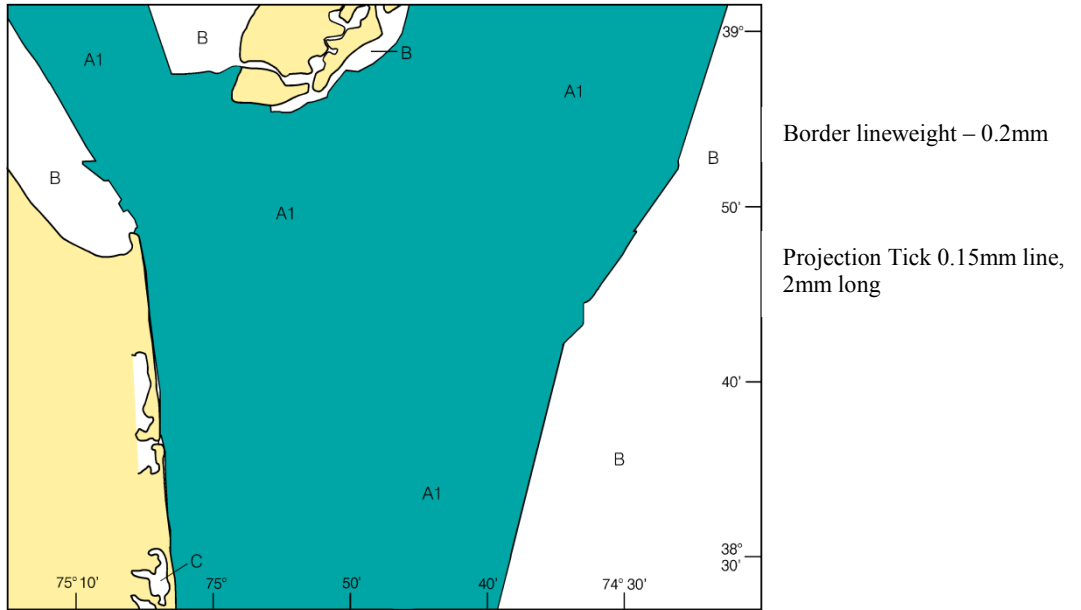 39°
B
B
A1
A1
Border lineweight – 0.2mm
B
B
50'
A1
Projection Tick 0.15mm line,
2mm long
40'
B
A1
38°
30'
C
75° 10'
75°
50'
40'
74° 30'